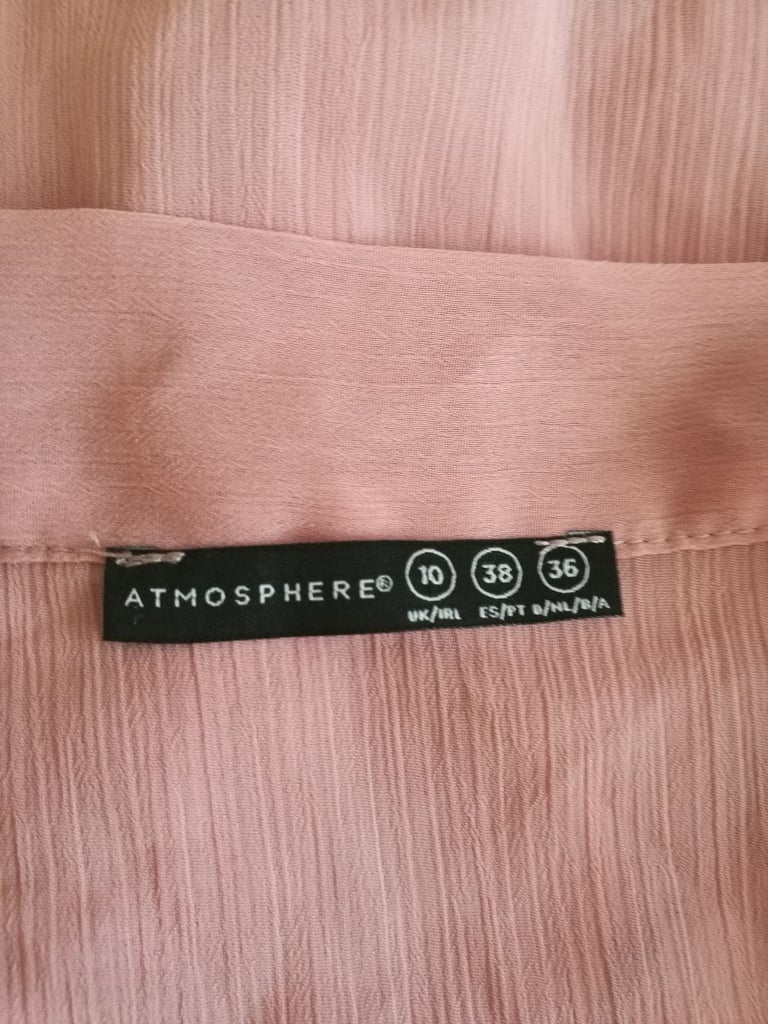 ATMOSPHERE® 10 38 36
UK/IRL ES/PT D/NL/B/A